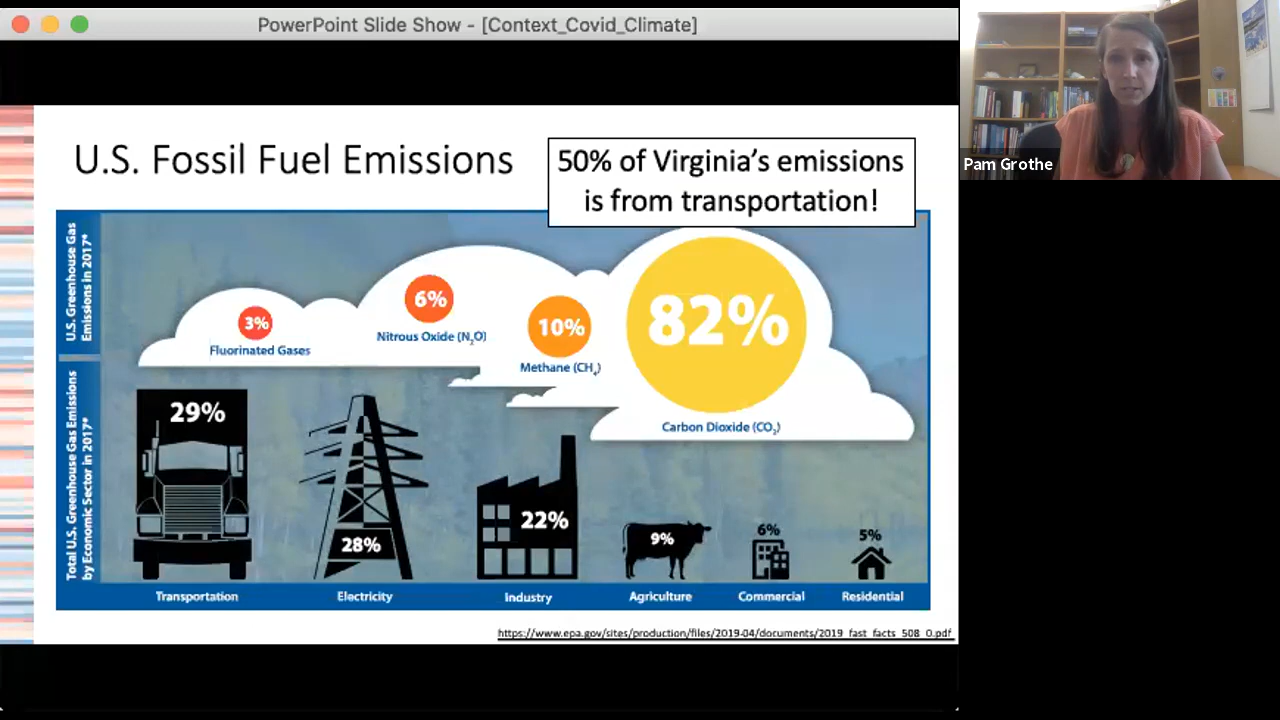 PowerPoint Slide Show - [Context_Covid_Climate]
Pam Grothe
U.S. Fossil Fuel Emissions
50% of Virginia's emissions
is from transportation!
U.S. Greenhouse Gas
Emissions in 2017*
3%
Fluorinated Gases
6%
Nitrous Oxide (N₂O)
10%
Methane (CH₄)
82%
Carbon Dioxide (CO₂)
Total U.S. Greenhouse Gas Emissions
by Economic Sector in 2017*
29%
Transportation
28%
Electricity
22%
Industry
9%
Agriculture
6%
Commercial
5%
Residential
https://www.epa.gov/sites/production/files/2019-04/documents/2019_fast_facts_508_0.pdf